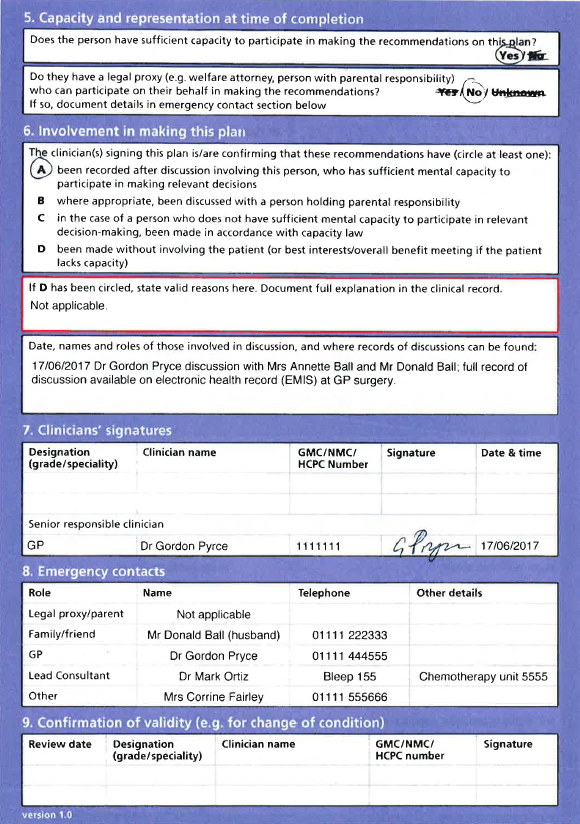 5. Capacity and representation at time of completion
Does the person have sufficient capacity to participate in making the recommendations on this plan?
Yes / No
Do they have a legal proxy (e.g. welfare attorney, person with parental responsibility)
who can participate on their behalf in making the recommendations? Yes / No / Unknown
If so, document details in emergency contact section below
6. Involvement in making this plan
The clinician(s) signing this plan is/are confirming that these recommendations have (circle at least one):
A been recorded after discussion involving this person, who has sufficient mental capacity to
participate in making relevant decisions
B where appropriate, been discussed with a person holding parental responsibility
C in the case of a person who does not have sufficient mental capacity to participate in relevant
decision-making, been made in accordance with capacity law
D been made without involving the patient (or best interests/overall benefit meeting if the patient
lacks capacity)
If D has been circled, state valid reasons here. Document full explanation in the clinical record.
Not applicable.
Date, names and roles of those involved in discussion, and where records of discussions can be found:
17/06/2017 Dr Gordon Pryce discussion with Mrs Annette Ball and Mr Donald Ball; full record of
discussion available on electronic health record (EMIS) at GP surgery.
7. Clinicians' signatures
Designation Clinician name GMC/NMC/ Signature Date & time
(grade/speciality) HCPC Number
Senior responsible clinician
GP Dr Gordon Pyrce 1111111 G Pryce 17/06/2017
8. Emergency contacts
Role Name Telephone Other details
Legal proxy/parent Not applicable
Family/friend Mr Donald Ball (husband) 01111 222333
GP Dr Gordon Pryce 01111 444555
Lead Consultant Dr Mark Ortiz Bleep 155 Chemotherapy unit 5555
Other Mrs Corrine Fairley 01111 555666
9. Confirmation of validity (e.g. for change of condition)
Review date Designation Clinician name GMC/NMC/ Signature
(grade/speciality) HCPC number
version 1.0